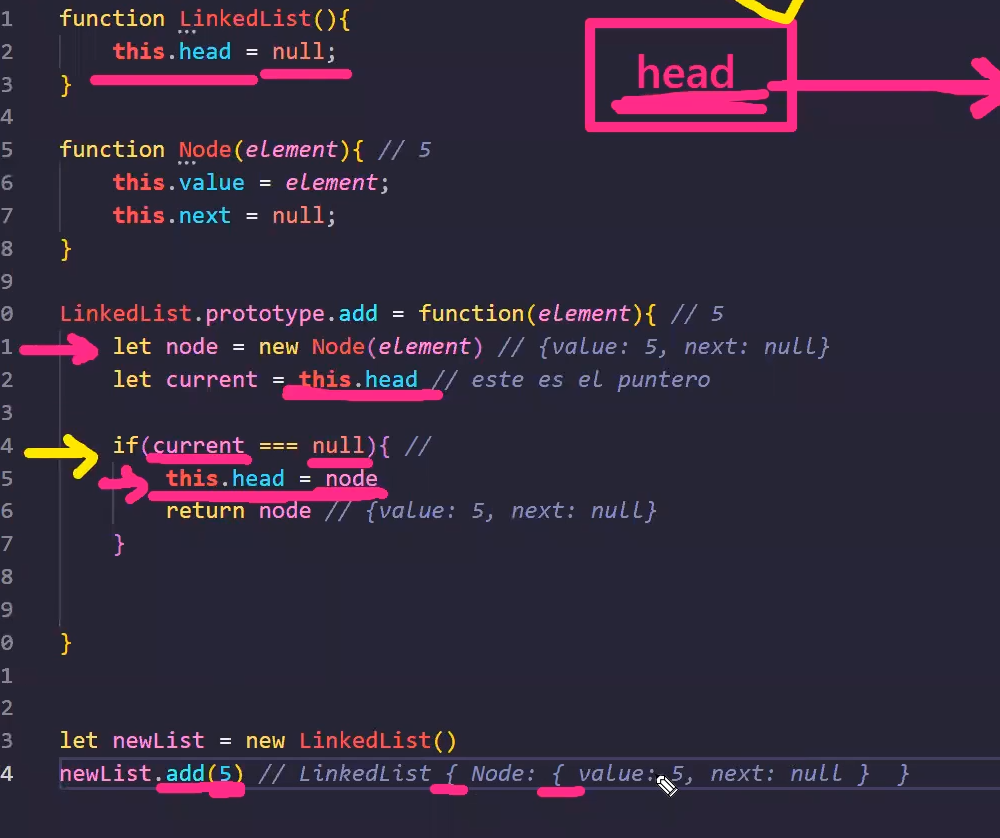 1 function LinkedList(){
head
2 this.head = null;
3 }
4
5 function Node(element){ // 5
6 this.value = element;
7 this.next = null;
8 }
9
0 LinkedList.prototype.add = function(element){ // 5
1 let node = new Node(element) // {value: 5, next: null}
2 let current = this.head // este es el puntero
3
4 if(current === null){ //
5 this.head = node
6 return node // {value: 5, next: null}
7 }
8
9
0 }
1
2
3 let newList = new LinkedList()
4 newList.add(5) // LinkedList { Node: { value: 5, next: null } }